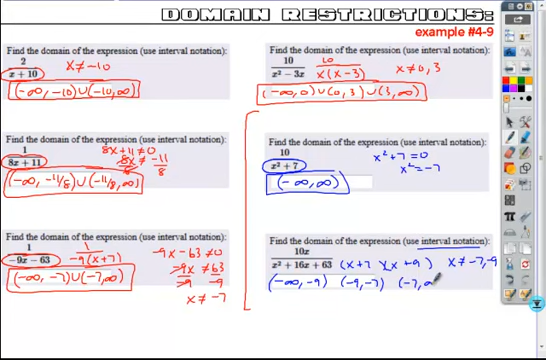 DOMAIN RESTRICTIONS:
example #4-9
Find the domain of the expression (use interval notation):
2
x + 10
x ≠ -10
(-∞, -10) ∪ (-10, ∞)
Find the domain of the expression (use interval notation):
10
x² − 3x
10
x(x-3)
x ≠ 0, 3
(-∞, 0) ∪ (0, 3) ∪ (3, ∞)
Find the domain of the expression (use interval notation):
1
8x + 11
8x+11 ≠ 0
8x ≠ -11
8 8
(-∞, -11/8) ∪ (-11/8, ∞)
Find the domain of the expression (use interval notation):
10
x² + 7
x² + 7 = 0
x² = -7
(-∞, ∞)
Find the domain of the expression (use interval notation):
1
−9x − 63
1
-9(x+7)
-9x - 63 ≠ 0
-9x ≠ 63
-9 -9
x ≠ -7
(-∞, -7) ∪ (-7, ∞)
Find the domain of the expression (use interval notation):
10x
x² + 16x + 63
(x+7)(x+9)
x ≠ -7, -9
(-∞, -9) (-9, -7) (-7, ∞